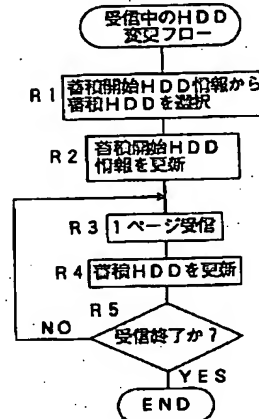 受信中のHDD
変更フロー
R1 蓄積開始HDD情報から
蓄積HDDを選択
R2 蓄積開始HDD
情報を更新
R3 1ページ受信
R4 蓄積HDDを更新
R5
受信終了か?
NO
YES
END